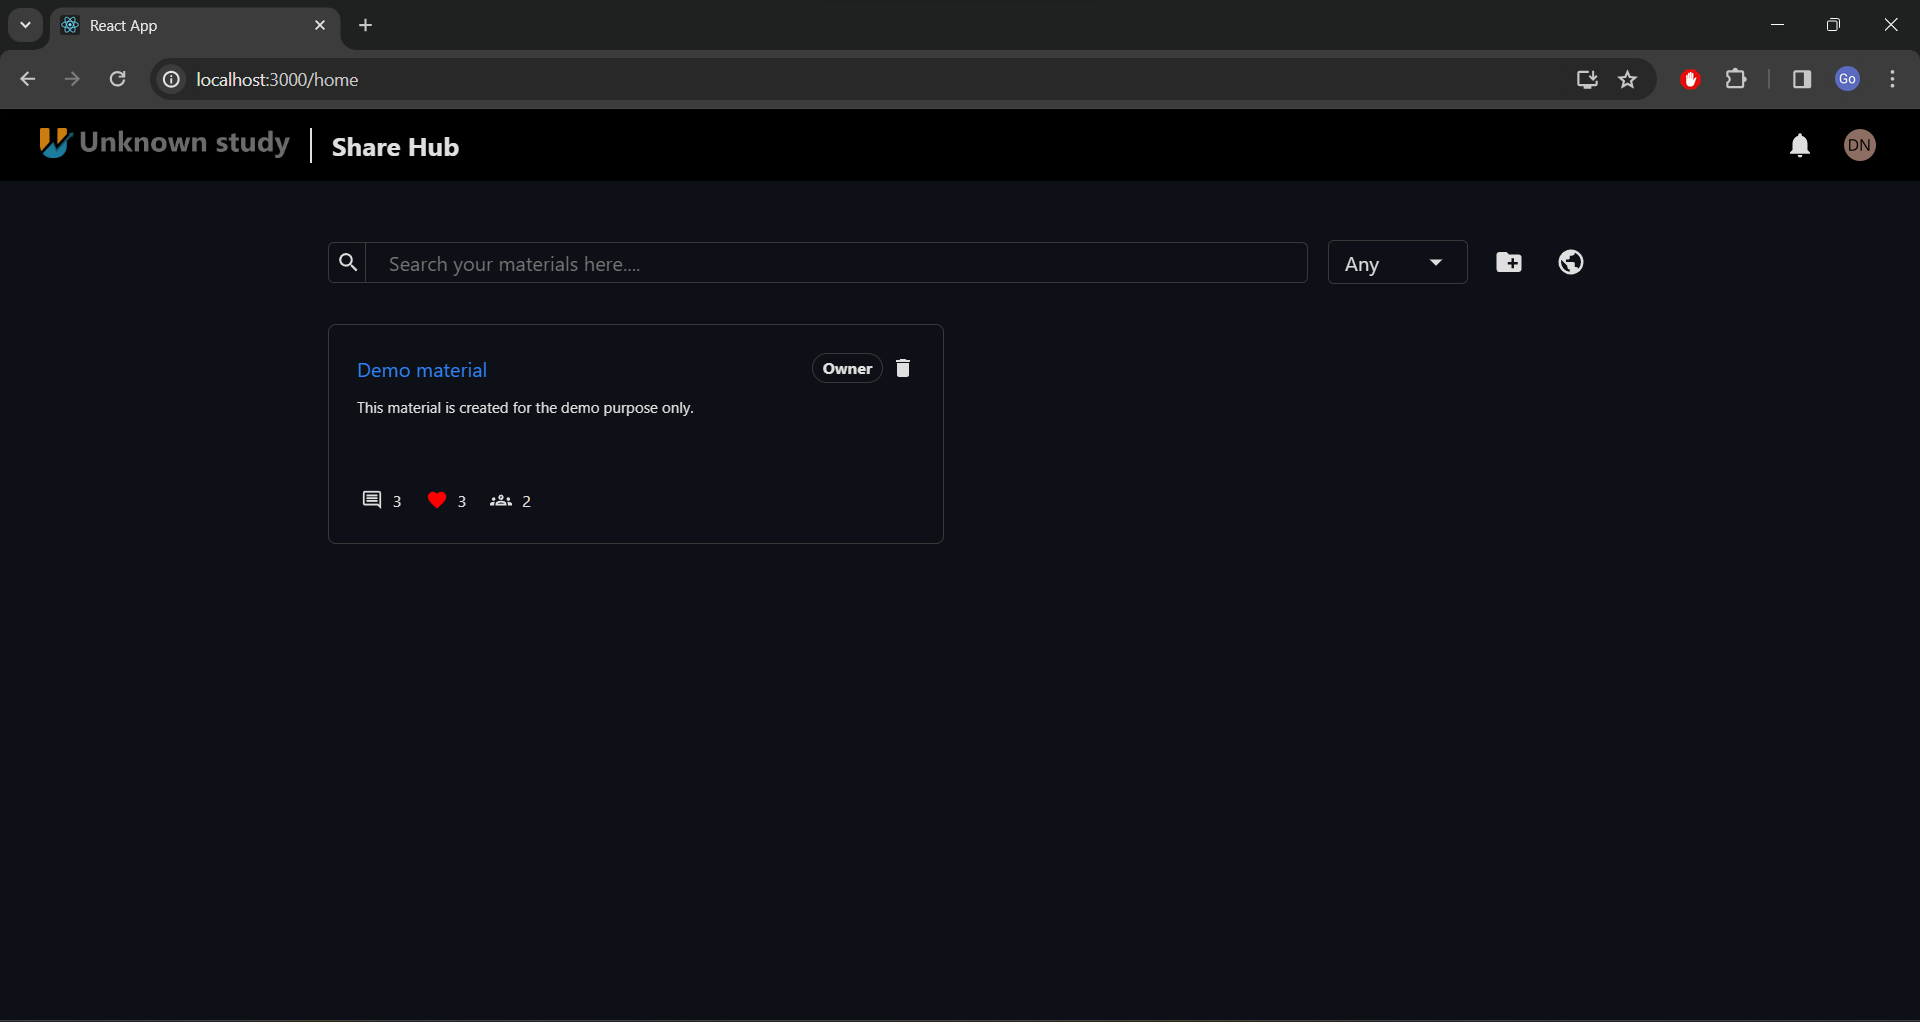 React App
localhost:3000/home
Go
Unknown study
Share Hub
DN
Search your materials here....
Any
Demo material
Owner
This material is created for the demo purpose only.
3
3
2